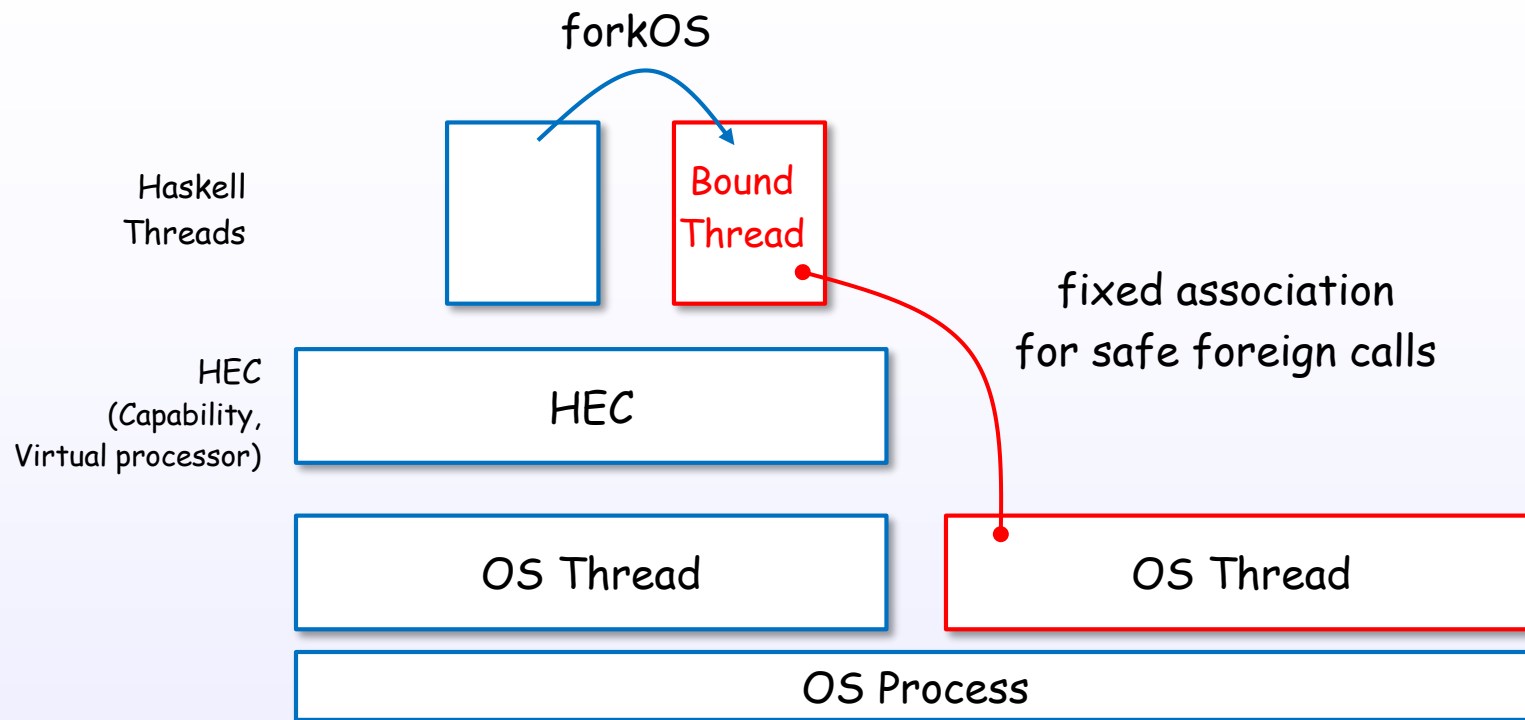 forkOS
Haskell
Threads
Bound
Thread
fixed association
for safe foreign calls
HEC
(Capability,
Virtual processor)
HEC
OS Thread
OS Thread
OS Process